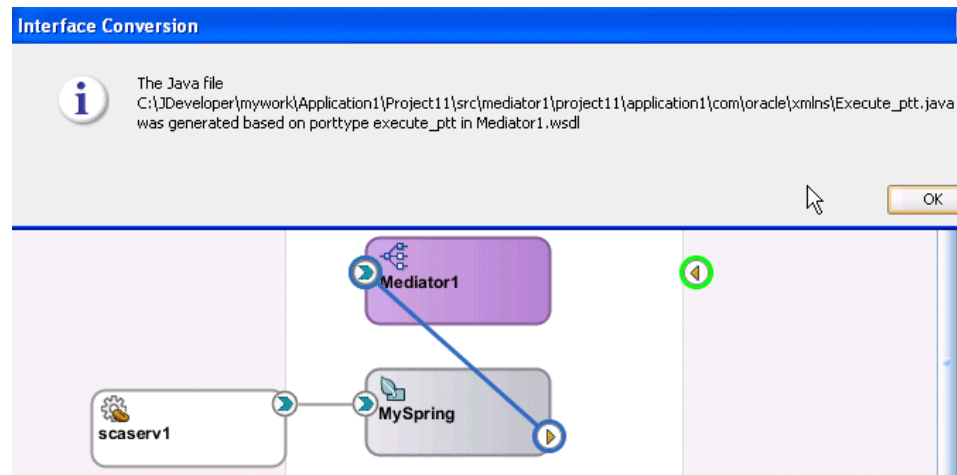 Interface Conversion
The Java file
C:\JDeveloper\mywork\Application1\Project11\src\mediator1\project11\application1\com\oracle\xmlns\Execute_ptt.java
was generated based on porttype execute_ptt in Mediator1.wsdl
OK
Mediator1
MySpring
scaserv1